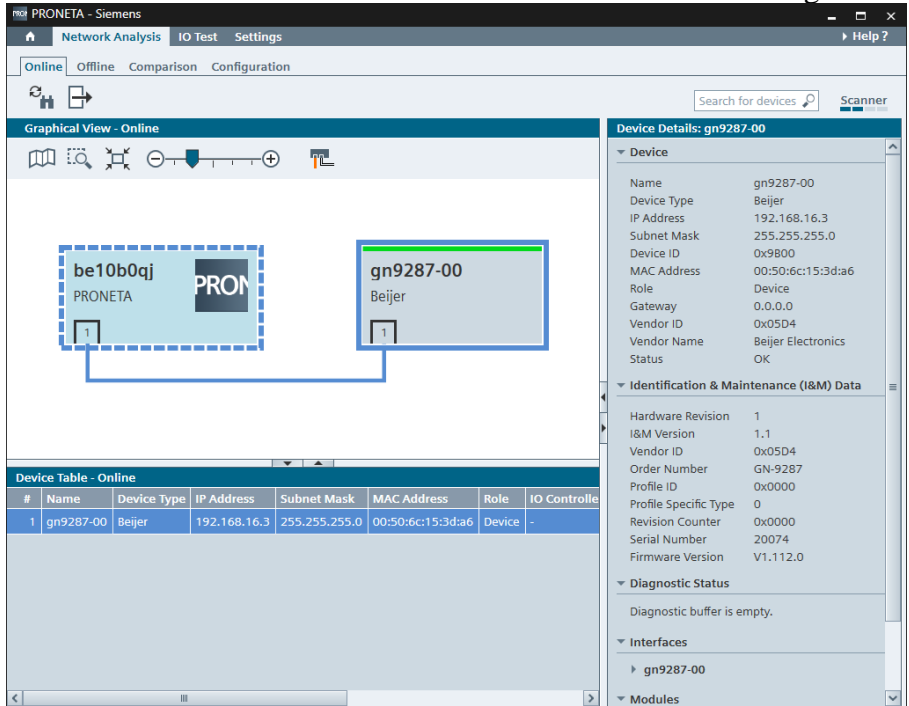 PRONETA - Siemens
Network Analysis IO Test Settings Help ?
Online Offline Comparison Configuration
Search for devices Scanner
Graphical View - Online
be10b0qj
PRONETA
PRON
1
gn9287-00
Beijer
1
Device Table - Online
# Name Device Type IP Address Subnet Mask MAC Address Role IO Controlle
1 gn9287-00 Beijer 192.168.16.3 255.255.255.0 00:50:6c:15:3d:a6 Device -
Device Details: gn9287-00
Device
Name gn9287-00
Device Type Beijer
IP Address 192.168.16.3
Subnet Mask 255.255.255.0
Device ID 0x9B00
MAC Address 00:50:6c:15:3d:a6
Role Device
Gateway 0.0.0.0
Vendor ID 0x05D4
Vendor Name Beijer Electronics
Status OK
Identification & Maintenance (I&M) Data
Hardware Revision 1
I&M Version 1.1
Vendor ID 0x05D4
Order Number GN-9287
Profile ID 0x0000
Profile Specific Type 0
Revision Counter 0x0000
Serial Number 20074
Firmware Version V1.112.0
Diagnostic Status
Diagnostic buffer is empty.
Interfaces
gn9287-00
Modules